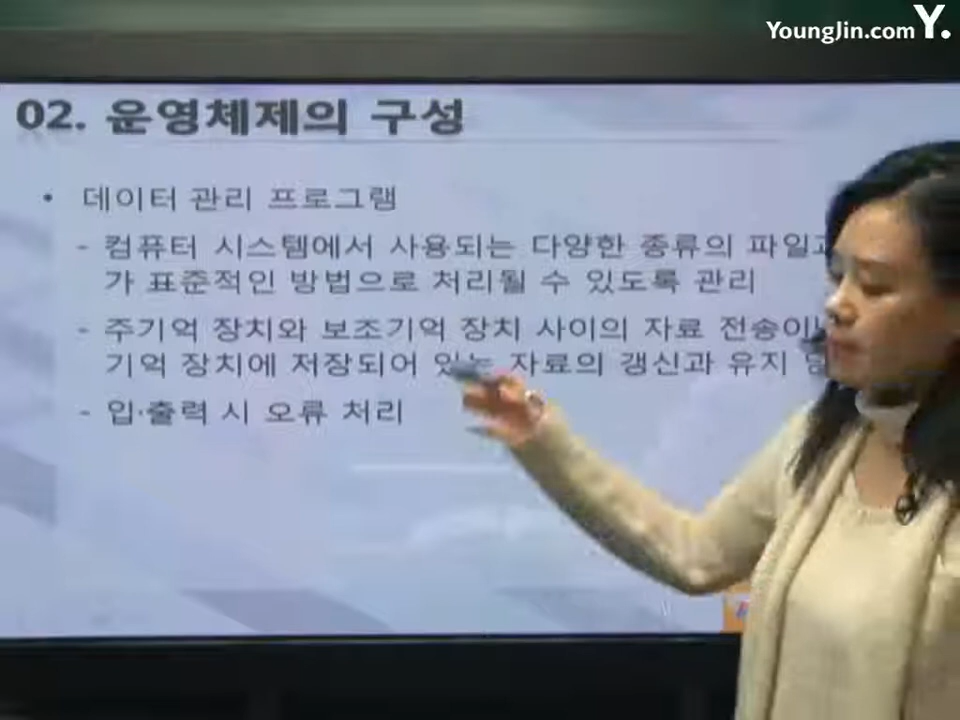 YoungJin.com Y.
02. 운영체제의 구성
• 데이터 관리 프로그램
- 컴퓨터 시스템에서 사용되는 다양한 종류의 파일과
가 표준적인 방법으로 처리될 수 있도록 관리
- 주기억 장치와 보조기억 장치 사이의 자료 전송이나
기억 장치에 저장되어 있는 자료의 갱신과 유지
- 입·출력 시 오류 처리